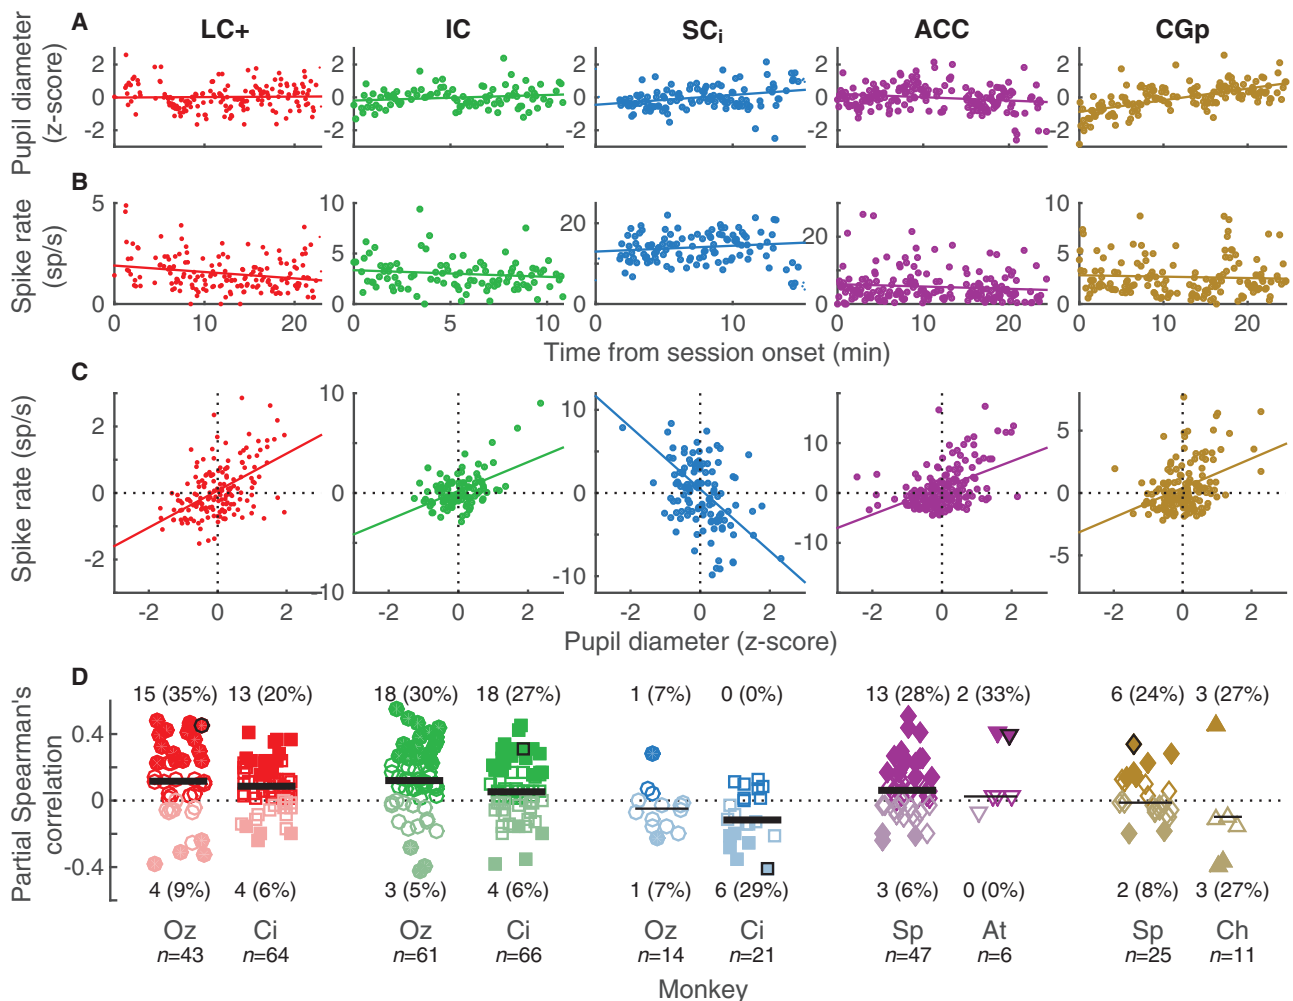 A
LC+ IC SCi ACC CGp
Pupil diameter
(z-score)
2 2 2 2 2
0 0 0 0 0
-2 -2 -2 -2 -2
B
Spike rate
(sp/s)
5 10 20 20 10
5 5
0 0 0 0 0
0 10 20 0 5 10 0 10 0 10 20 0 10 20
Time from session onset (min)
C
Spike rate (sp/s)
2 10 10 10 5
0 0 0 0 0
-2 -10 -10 -10 -5
-2 0 2 -2 0 2 -2 0 2 -2 0 2 -2 0 2
Pupil diameter (z-score)
D
Partial Spearman's
correlation
15 (35%) 13 (20%) 18 (30%) 18 (27%) 1 (7%) 0 (0%) 13 (28%) 2 (33%) 6 (24%) 3 (27%)
0.4
0
-0.4
4 (9%) 4 (6%) 3 (5%) 4 (6%) 1 (7%) 6 (29%) 3 (6%) 0 (0%) 2 (8%) 3 (27%)
Oz Ci Oz Ci Oz Ci Sp At Sp Ch
n=43 n=64 n=61 n=66 n=14 n=21 n=47 n=6 n=25 n=11
Monkey